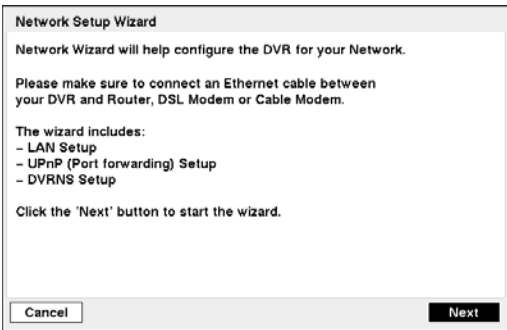 Network Setup Wizard
Network Wizard will help configure the DVR for your Network.
Please make sure to connect an Ethernet cable between
your DVR and Router, DSL Modem or Cable Modem.
The wizard includes:
– LAN Setup
– UPnP (Port forwarding) Setup
– DVRNS Setup
Click the 'Next' button to start the wizard.
Cancel
Next